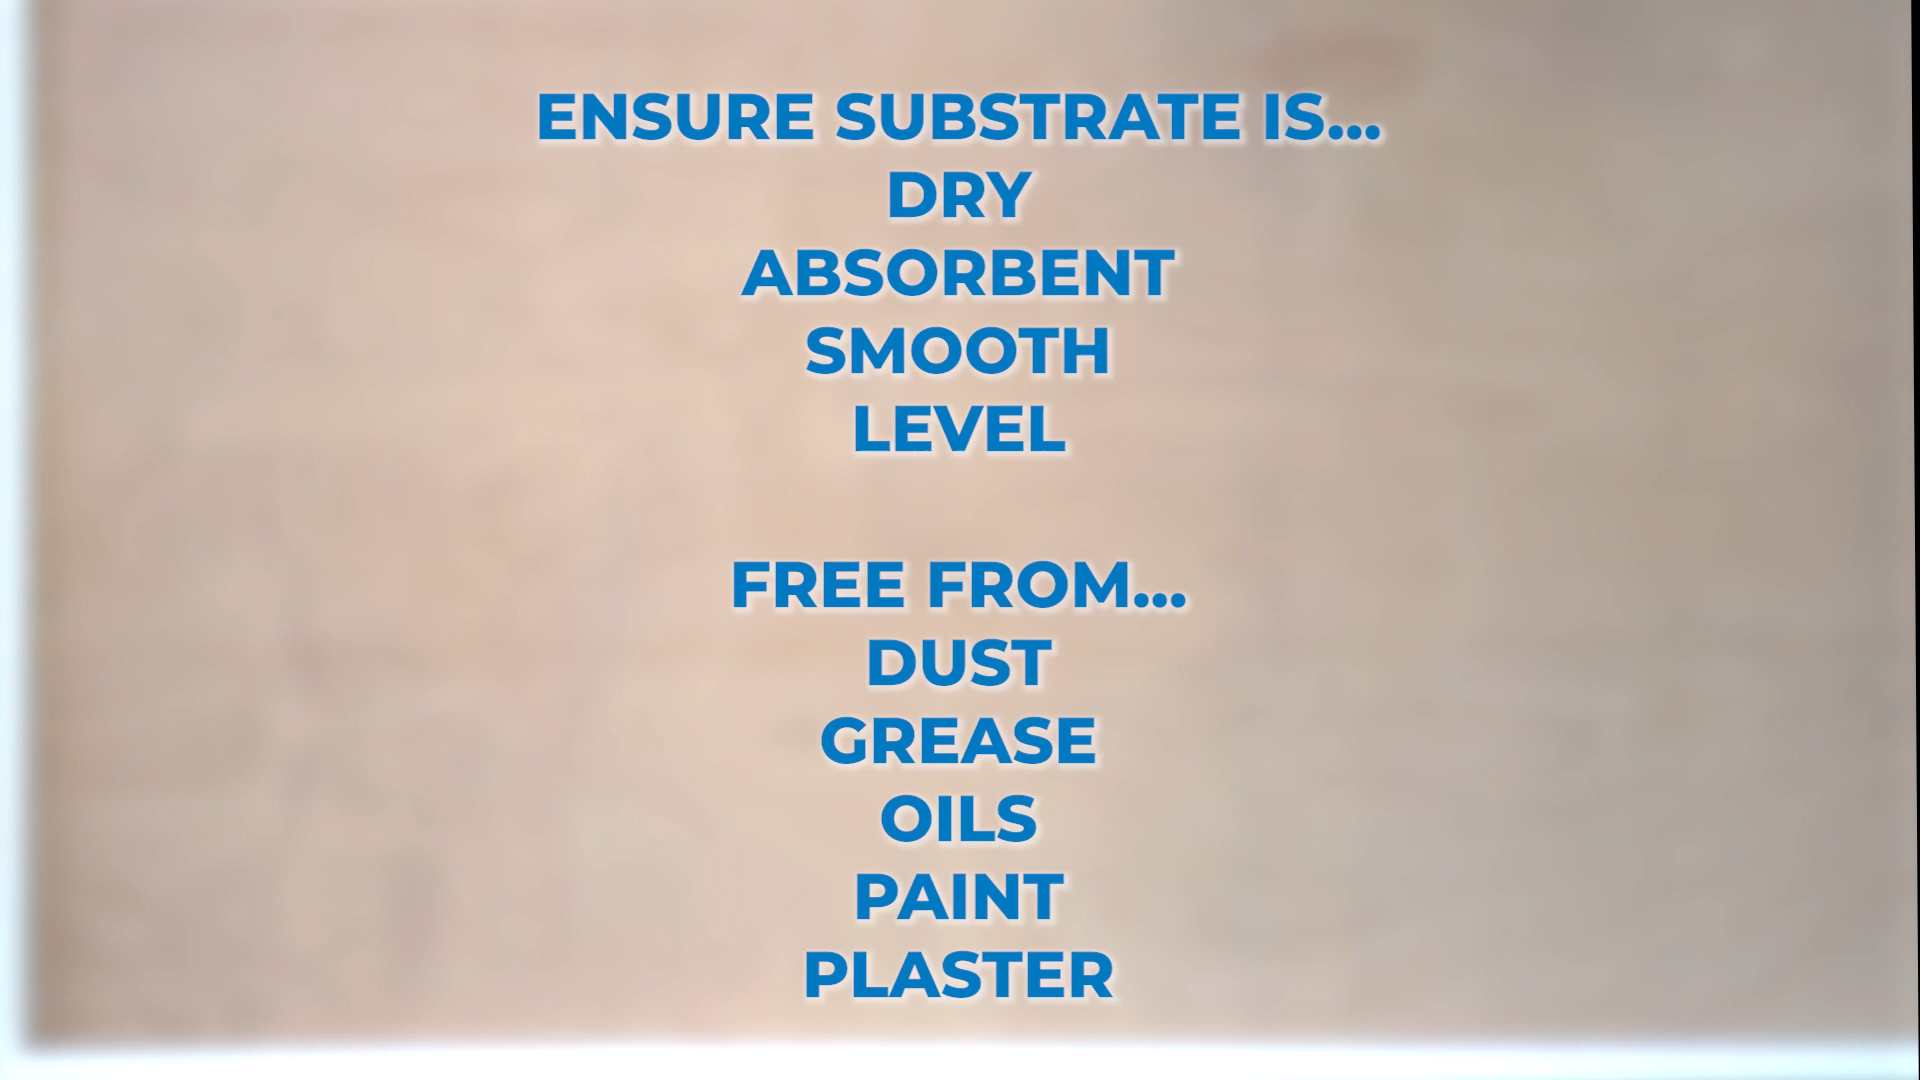 ENSURE SUBSTRATE IS...
DRY
ABSORBENT
SMOOTH
LEVEL
FREE FROM...
DUST
GREASE
OILS
PAINT
PLASTER